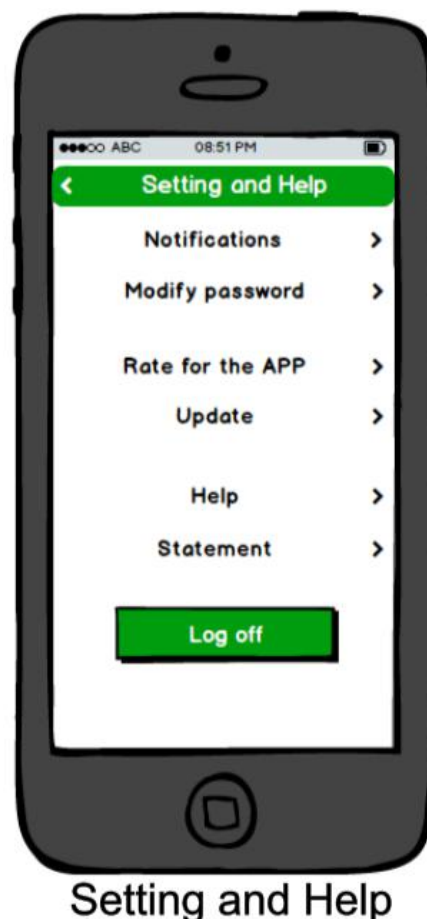 ABC 08:51 PM
Setting and Help
Notifications
Modify password
Rate for the APP
Update
Help
Statement
Log off
Setting and Help